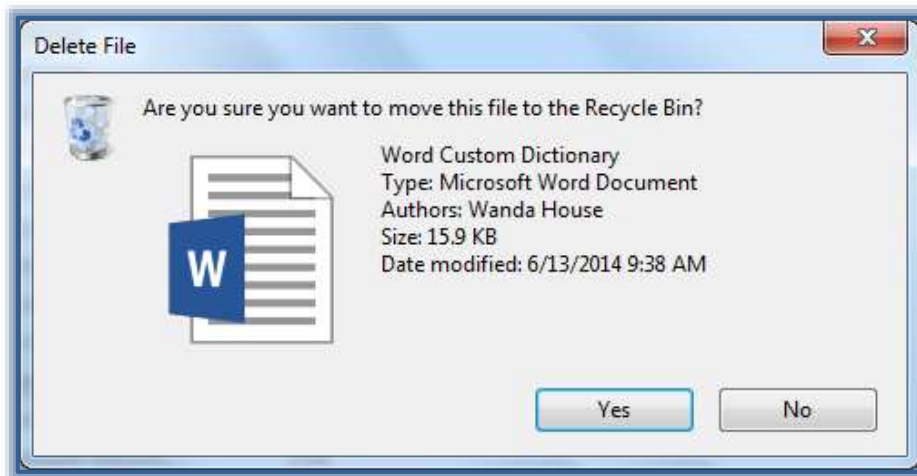 Delete File
Are you sure you want to move this file to the Recycle Bin?
Word Custom Dictionary
Type: Microsoft Word Document
Authors: Wanda House
Size: 15.9 KB
Date modified: 6/13/2014 9:38 AM
W
Yes
No